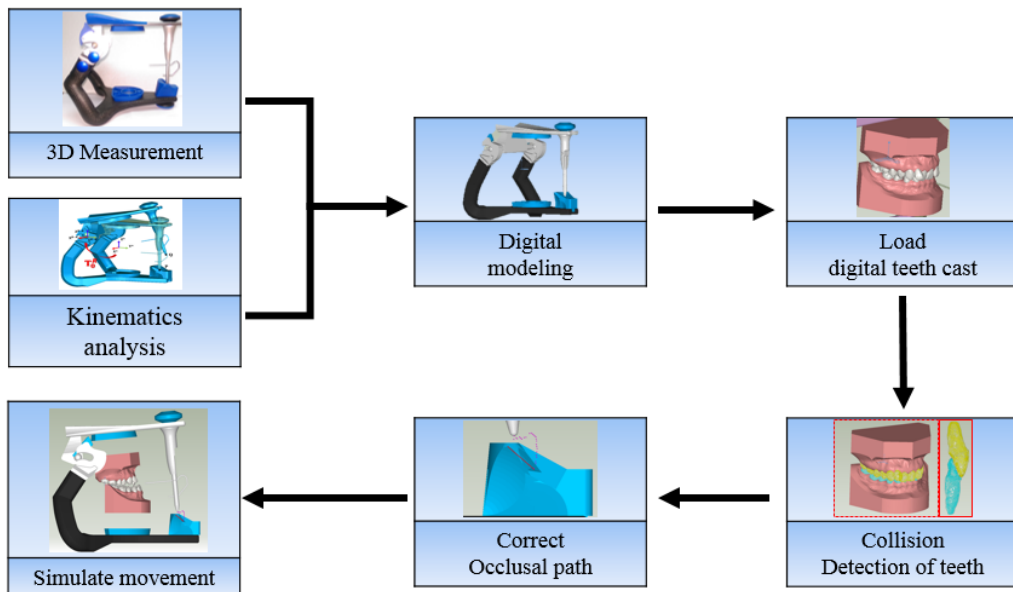 3D Measurement
Kinematics
analysis
Digital
modeling
Load
digital teeth cast
Collision
Detection of teeth
Correct
Occlusal path
Simulate movement